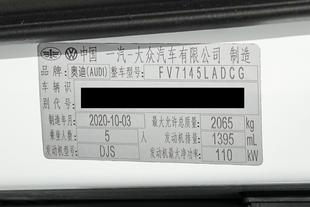 中国 一汽-大众汽车有限公司 制造
品牌:奥迪(AUDI) 整车型号:FV7145LADCG
车辆识别代号:
制造年月 2020-10-03 最大允许总质量 2065 kg
乘坐人数 5 人 发动机排量 1395 mL
发动机型号 DJS 发动机最大净功率 110 kW